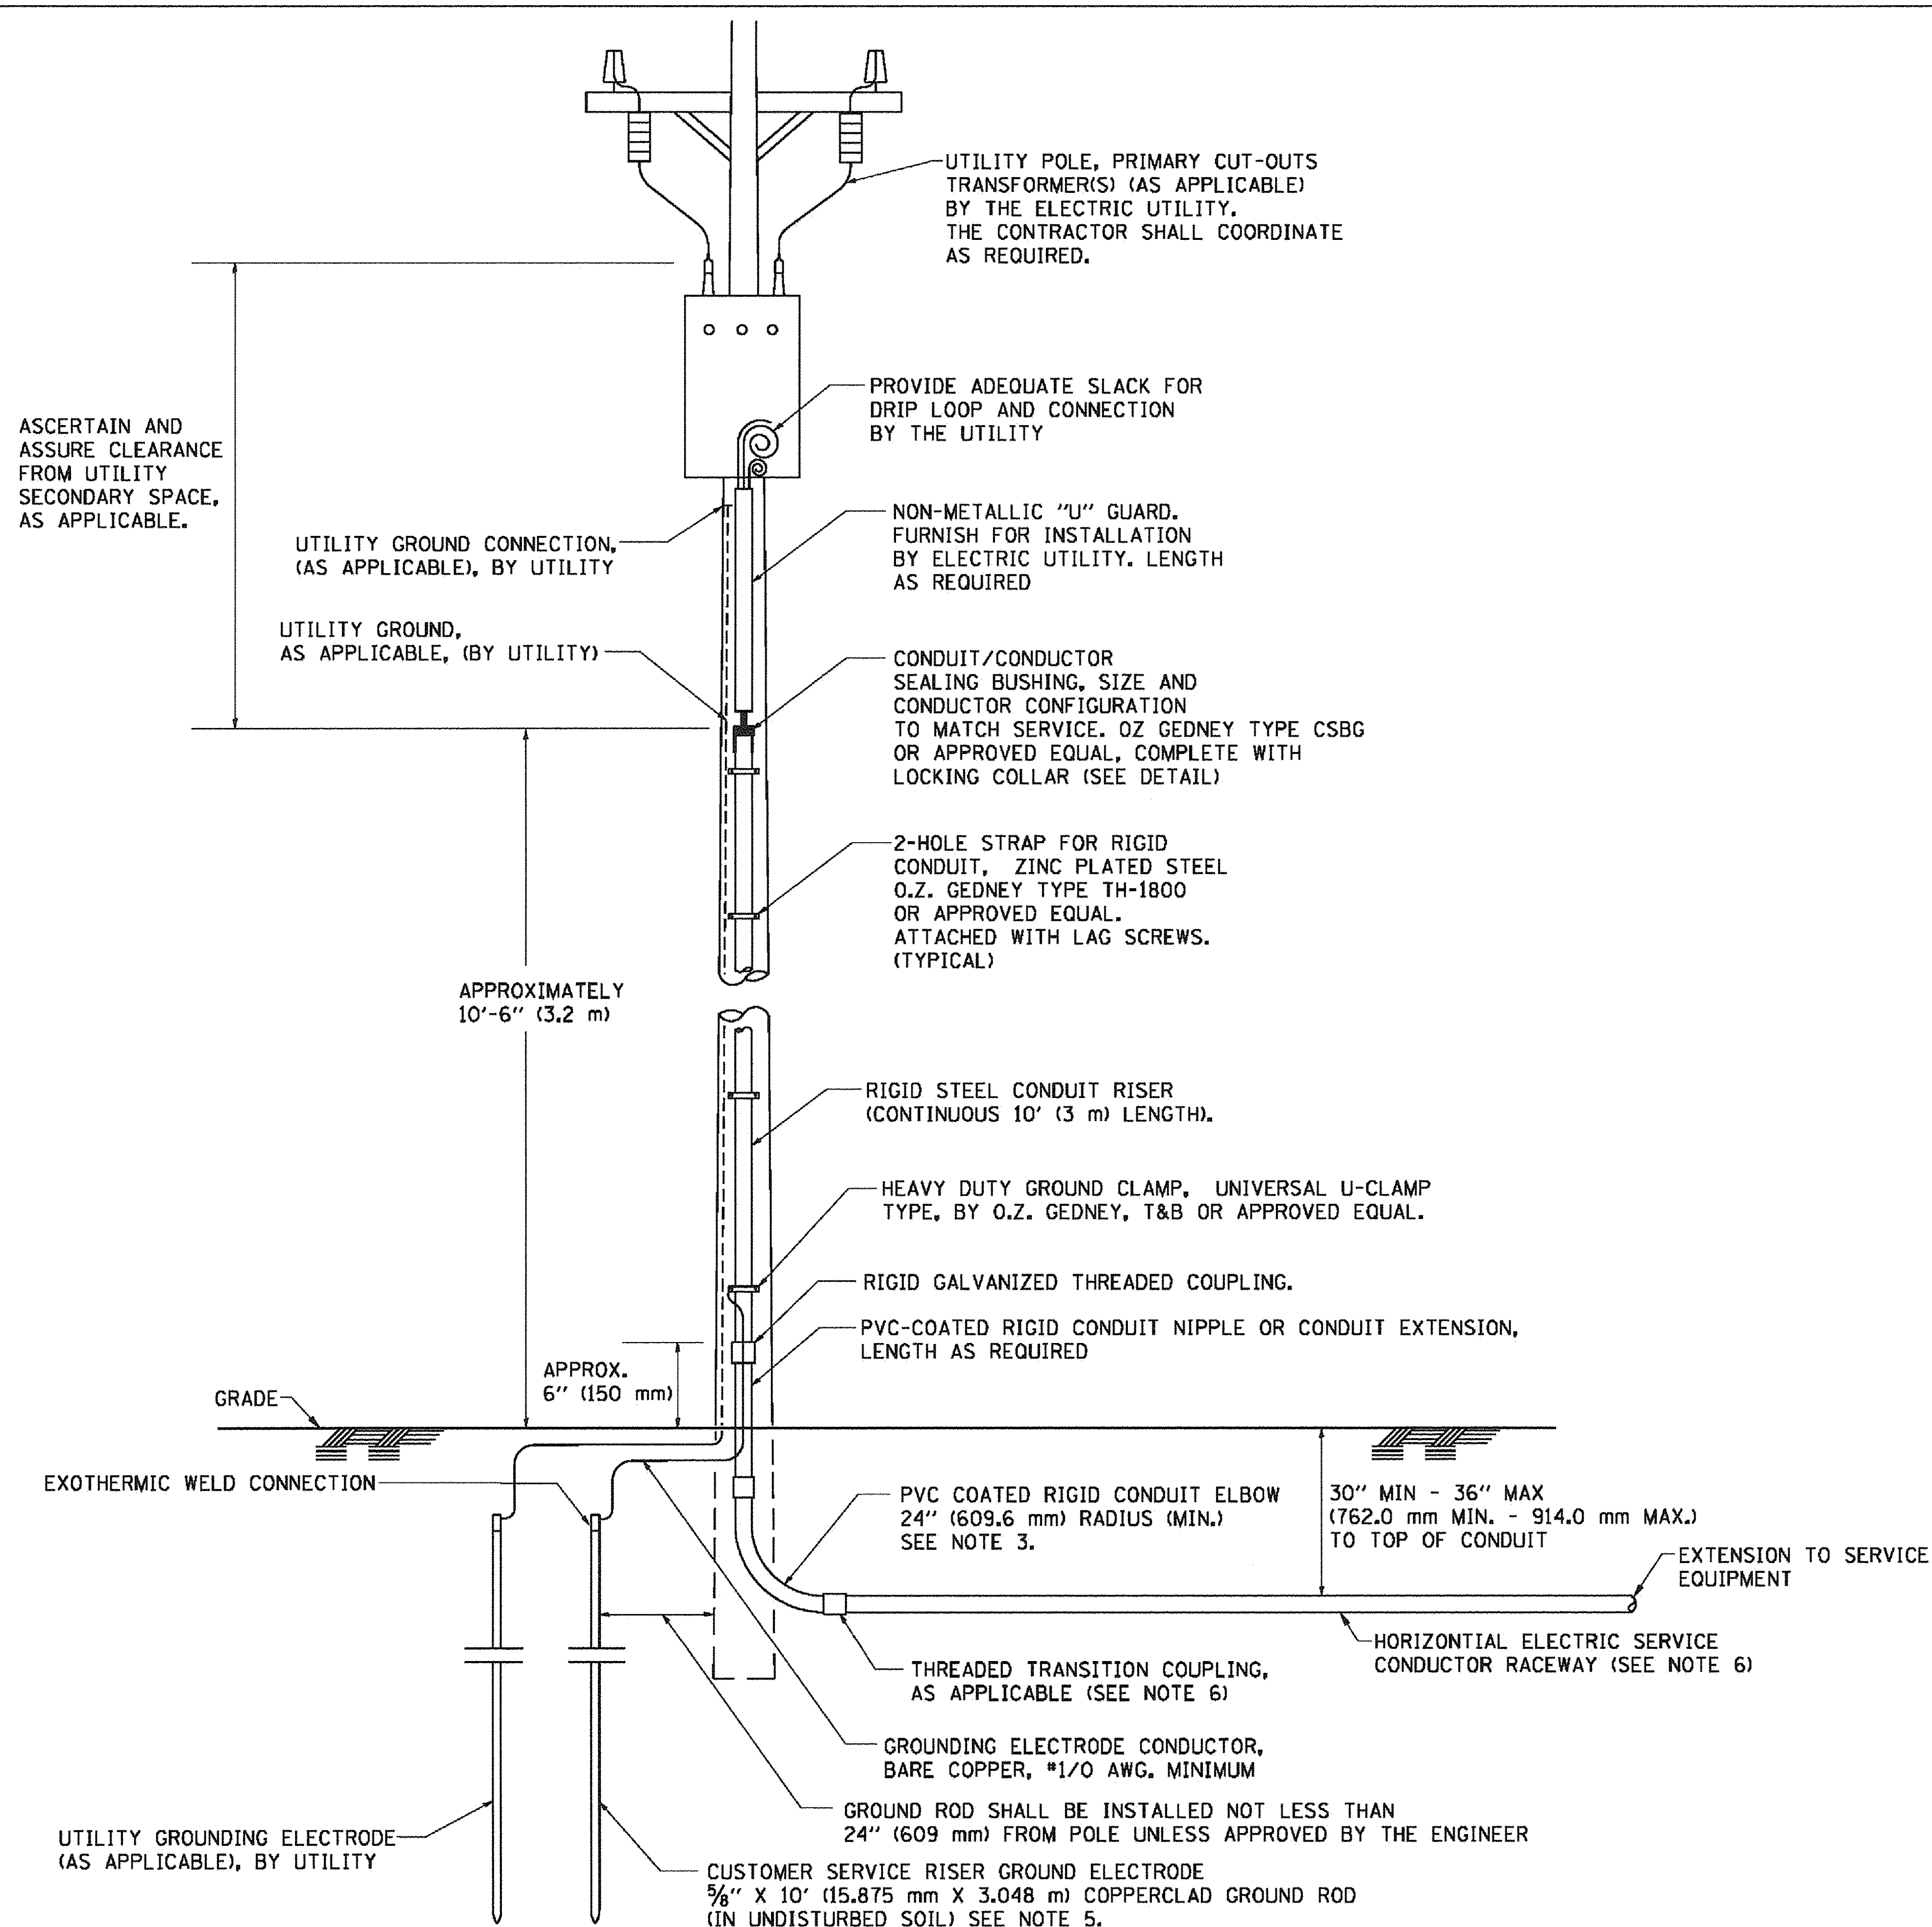 UTILITY POLE, PRIMARY CUT-OUTS
TRANSFORMER(S) (AS APPLICABLE)
BY THE ELECTRIC UTILITY.
THE CONTRACTOR SHALL COORDINATE
AS REQUIRED.
PROVIDE ADEQUATE SLACK FOR
DRIP LOOP AND CONNECTION
BY THE UTILITY
ASCERTAIN AND
ASSURE CLEARANCE
FROM UTILITY
SECONDARY SPACE,
AS APPLICABLE.
NON-METALLIC "U" GUARD.
FURNISH FOR INSTALLATION
BY ELECTRIC UTILITY. LENGTH
AS REQUIRED
UTILITY GROUND CONNECTION,
(AS APPLICABLE), BY UTILITY
UTILITY GROUND,
AS APPLICABLE, (BY UTILITY)
CONDUIT/CONDUCTOR
SEALING BUSHING, SIZE AND
CONDUCTOR CONFIGURATION
TO MATCH SERVICE. OZ GEDNEY TYPE CSBG
OR APPROVED EQUAL, COMPLETE WITH
LOCKING COLLAR (SEE DETAIL)
2-HOLE STRAP FOR RIGID
CONDUIT, ZINC PLATED STEEL
O.Z. GEDNEY TYPE TH-1800
OR APPROVED EQUAL.
ATTACHED WITH LAG SCREWS.
(TYPICAL)
APPROXIMATELY
10'-6" (3.2 m)
RIGID STEEL CONDUIT RISER
(CONTINUOUS 10' (3 m) LENGTH).
HEAVY DUTY GROUND CLAMP, UNIVERSAL U-CLAMP
TYPE, BY O.Z. GEDNEY, T&B OR APPROVED EQUAL.
RIGID GALVANIZED THREADED COUPLING.
PVC-COATED RIGID CONDUIT NIPPLE OR CONDUIT EXTENSION,
LENGTH AS REQUIRED
APPROX.
6" (150 mm)
GRADE
EXOTHERMIC WELD CONNECTION
PVC COATED RIGID CONDUIT ELBOW
24" (609.6 mm) RADIUS (MIN.)
SEE NOTE 3.
30" MIN - 36" MAX
(762.0 mm MIN. - 914.0 mm MAX.)
TO TOP OF CONDUIT
EXTENSION TO SERVICE
EQUIPMENT
HORIZONTIAL ELECTRIC SERVICE
CONDUCTOR RACEWAY (SEE NOTE 6)
THREADED TRANSITION COUPLING,
AS APPLICABLE (SEE NOTE 6)
GROUNDING ELECTRODE CONDUCTOR,
BARE COPPER, #1/0 AWG. MINIMUM
GROUND ROD SHALL BE INSTALLED NOT LESS THAN
24" (609 mm) FROM POLE UNLESS APPROVED BY THE ENGINEER
UTILITY GROUNDING ELECTRODE
(AS APPLICABLE), BY UTILITY
CUSTOMER SERVICE RISER GROUND ELECTRODE
⅝" X 10' (15.875 mm X 3.048 m) COPPERCLAD GROUND ROD
(IN UNDISTURBED SOIL) SEE NOTE 5.